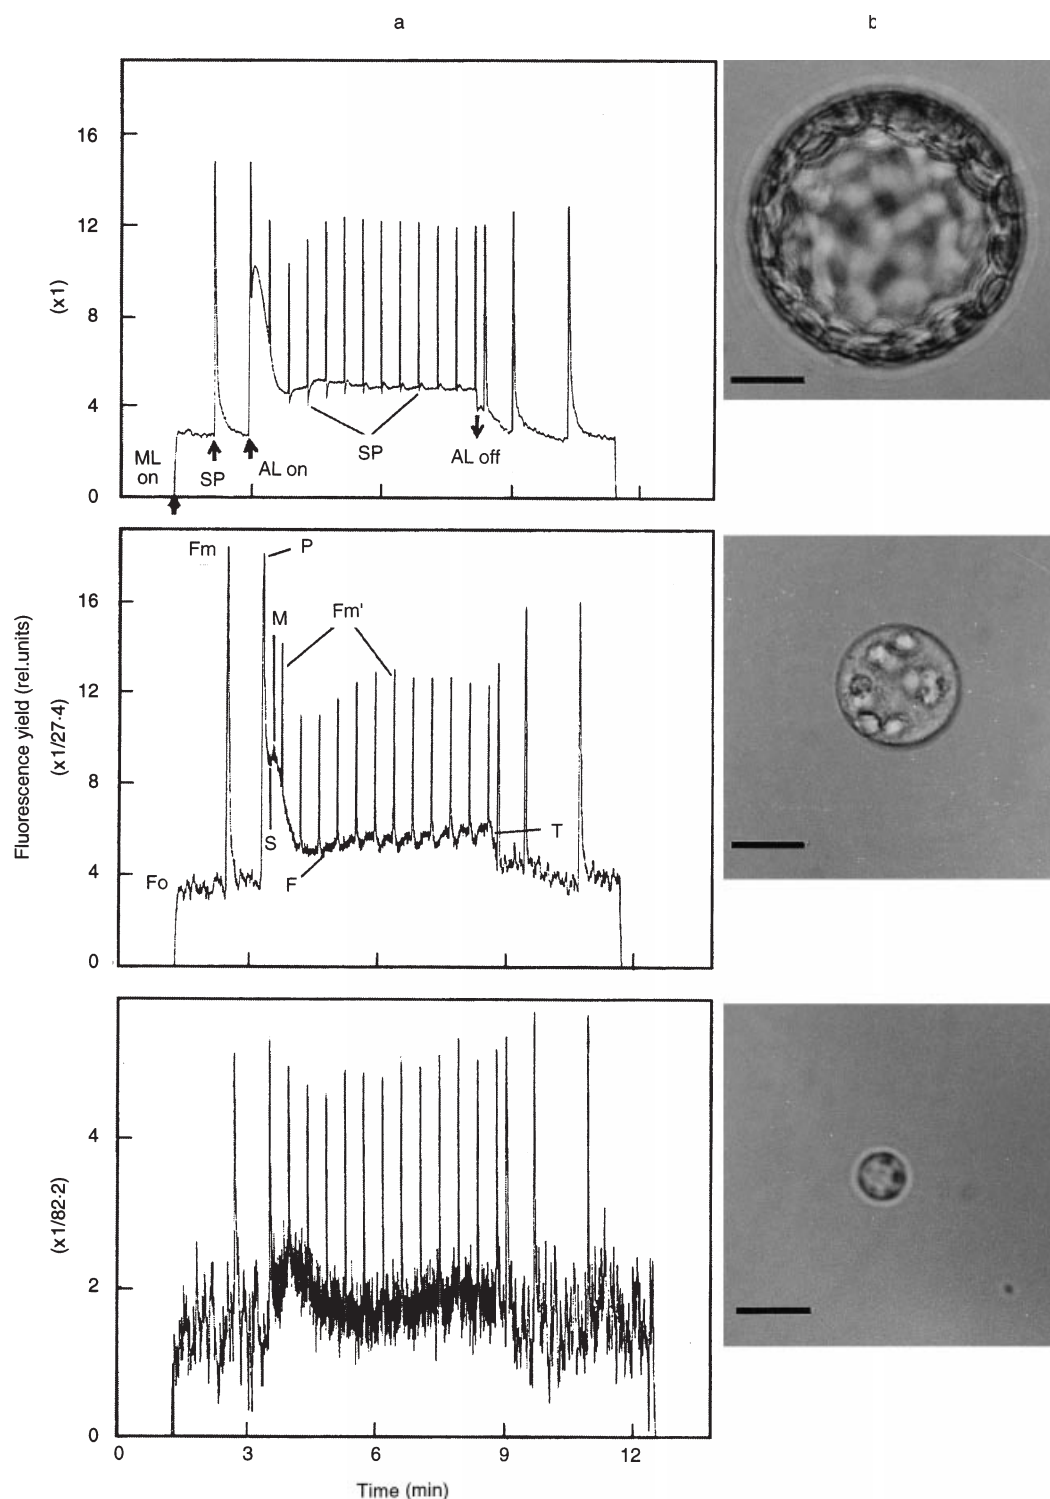 a
b
16
12
(x1)
8
4
0
ML
on
SP
AL on
SP
AL off
Fm
P
16
M
Fm'
12
Fluorescence yield (rel.units)
(x1/27·4)
8
S
T
F
4
Fo
0
4
(x1/82·2)
2
0
0
3
6
9
12
Time (min)